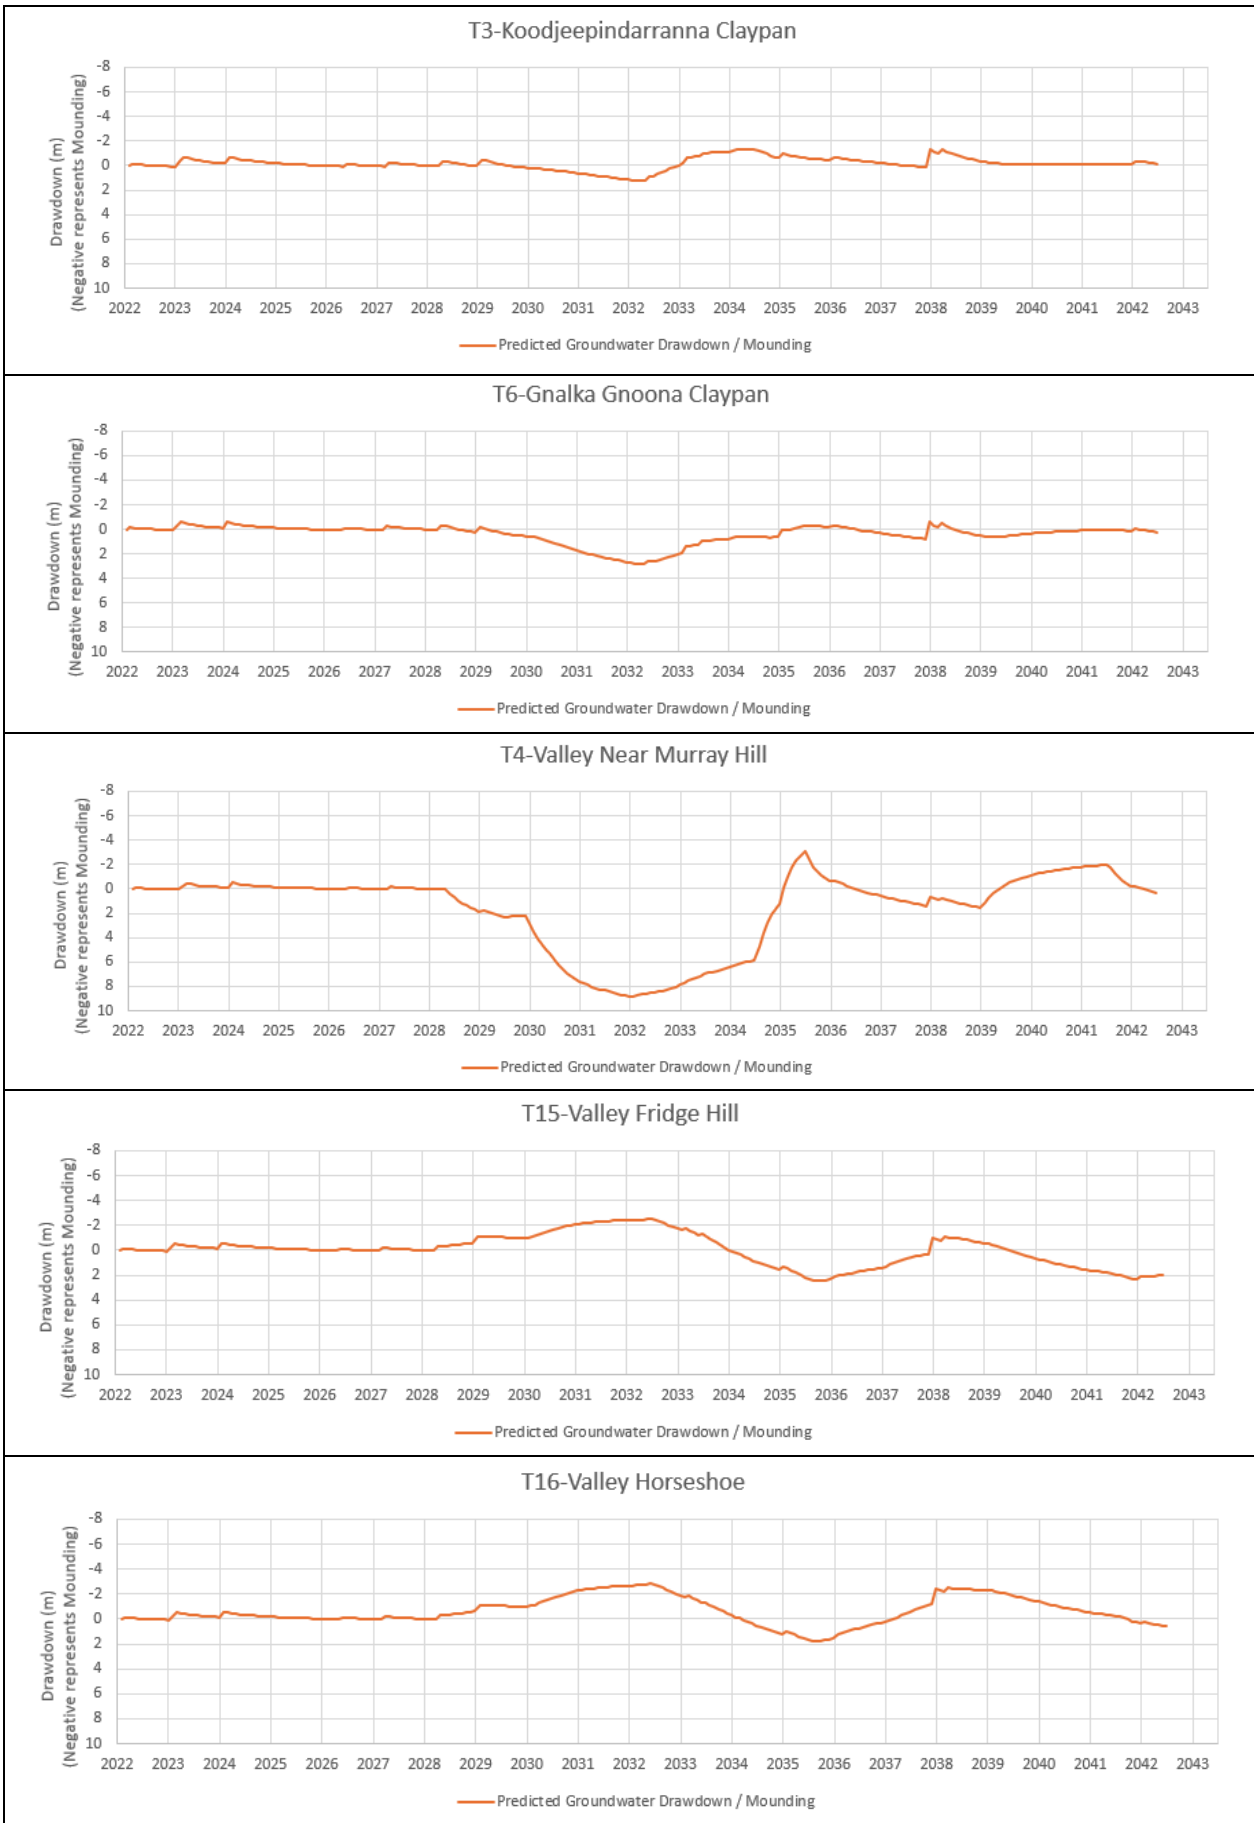 T3-Koodjeepindarranna Claypan
Drawdown (m)
(Negative represents Mounding)
-8
-6
-4
-2
0
2
4
6
8
10
2022 2023 2024 2025 2026 2027 2028 2029 2030 2031 2032 2033 2034 2035 2036 2037 2038 2039 2040 2041 2042 2043
Predicted Groundwater Drawdown / Mounding
T6-Gnalka Gnoona Claypan
Drawdown (m)
(Negative represents Mounding)
-8
-6
-4
-2
0
2
4
6
8
10
2022 2023 2024 2025 2026 2027 2028 2029 2030 2031 2032 2033 2034 2035 2036 2037 2038 2039 2040 2041 2042 2043
Predicted Groundwater Drawdown / Mounding
T4-Valley Near Murray Hill
Drawdown (m)
(Negative represents Mounding)
-8
-6
-4
-2
0
2
4
6
8
10
2022 2023 2024 2025 2026 2027 2028 2029 2030 2031 2032 2033 2034 2035 2036 2037 2038 2039 2040 2041 2042 2043
Predicted Groundwater Drawdown / Mounding
T15-Valley Fridge Hill
Drawdown (m)
(Negative represents Mounding)
-8
-6
-4
-2
0
2
4
6
8
10
2022 2023 2024 2025 2026 2027 2028 2029 2030 2031 2032 2033 2034 2035 2036 2037 2038 2039 2040 2041 2042 2043
Predicted Groundwater Drawdown / Mounding
T16-Valley Horseshoe
Drawdown (m)
(Negative represents Mounding)
-8
-6
-4
-2
0
2
4
6
8
10
2022 2023 2024 2025 2026 2027 2028 2029 2030 2031 2032 2033 2034 2035 2036 2037 2038 2039 2040 2041 2042 2043
Predicted Groundwater Drawdown / Mounding